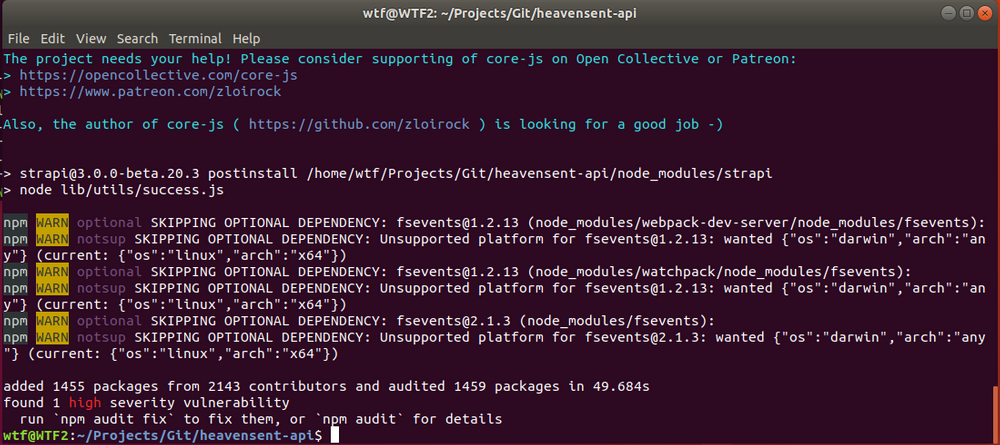 wtf@WTF2: ~/Projects/Git/heavensent-api
File Edit View Search Terminal Help
The project needs your help! Please consider supporting of core-js on Open Collective or Patreon:
> https://opencollective.com/core-js
> https://www.patreon.com/zloirock
Also, the author of core-js ( https://github.com/zloirock ) is looking for a good job -)
> strapi@3.0.0-beta.20.3 postinstall /home/wtf/Projects/Git/heavensent-api/node_modules/strapi
> node lib/utils/success.js
npm WARN optional SKIPPING OPTIONAL DEPENDENCY: fsevents@1.2.13 (node_modules/webpack-dev-server/node_modules/fsevents):
npm WARN notsup SKIPPING OPTIONAL DEPENDENCY: Unsupported platform for fsevents@1.2.13: wanted {"os":"darwin","arch":"an
y"} (current: {"os":"linux","arch":"x64"})
npm WARN optional SKIPPING OPTIONAL DEPENDENCY: fsevents@1.2.13 (node_modules/watchpack/node_modules/fsevents):
npm WARN notsup SKIPPING OPTIONAL DEPENDENCY: Unsupported platform for fsevents@1.2.13: wanted {"os":"darwin","arch":"an
y"} (current: {"os":"linux","arch":"x64"})
npm WARN optional SKIPPING OPTIONAL DEPENDENCY: fsevents@2.1.3 (node_modules/fsevents):
npm WARN notsup SKIPPING OPTIONAL DEPENDENCY: Unsupported platform for fsevents@2.1.3: wanted {"os":"darwin","arch":"any
"} (current: {"os":"linux","arch":"x64"})
added 1455 packages from 2143 contributors and audited 1459 packages in 49.684s
found 1 high severity vulnerability
run `npm audit fix` to fix them, or `npm audit` for details
wtf@WTF2:~/Projects/Git/heavensent-api$